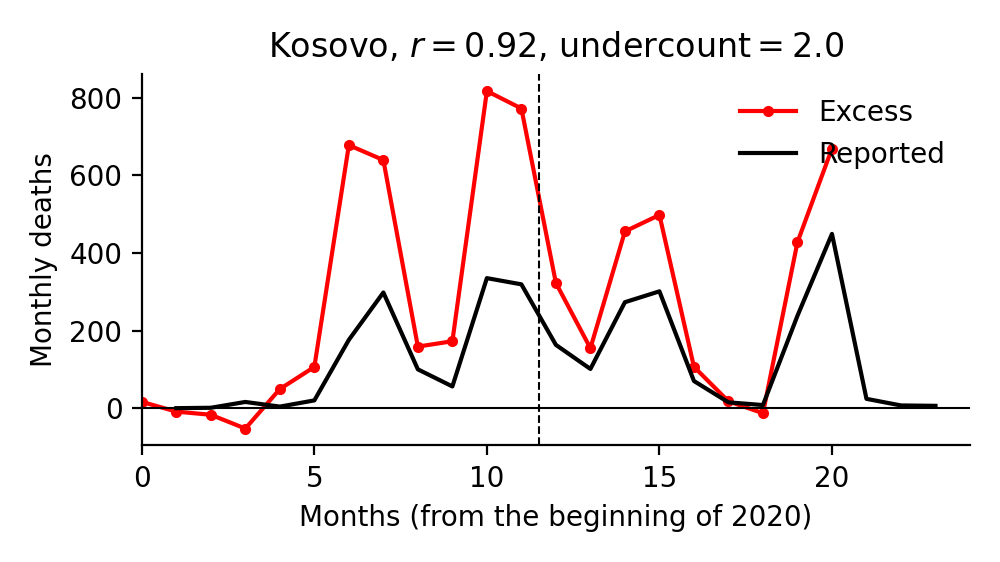 Kosovo, r = 0.92, undercount = 2.0
Monthly deaths
800
600
400
200
0
Excess
Reported
0 5 10 15 20
Months (from the beginning of 2020)